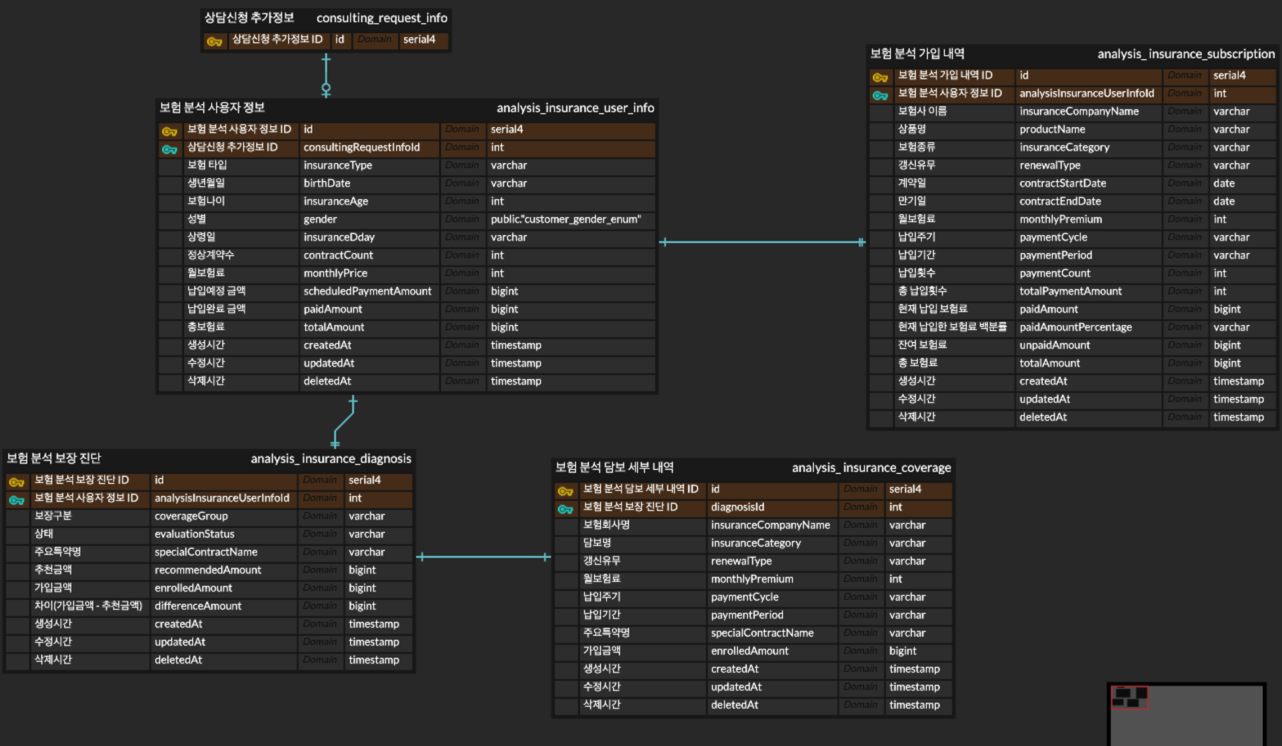 상담신청 추가정보 consulting_request_info
상담신청 추가정보 ID id Domain serial4
보험 분석 사용자 정보 analysis_insurance_user_info
보험 분석 사용자 정보 ID id Domain serial4
상담신청 추가정보 ID consultingRequestInfoId Domain int
보험 타입 insuranceType Domain varchar
생년월일 birthDate Domain varchar
보험나이 insuranceAge Domain int
성별 gender Domain public."customer_gender_enum"
상령일 insuranceDday Domain varchar
정상계약수 contractCount Domain int
월보험료 monthlyPrice Domain int
납입예정 금액 scheduledPaymentAmount Domain bigint
납입완료 금액 paidAmount Domain bigint
총보험료 totalAmount Domain bigint
생성시간 createdAt Domain timestamp
수정시간 updatedAt Domain timestamp
삭제시간 deletedAt Domain timestamp
보험 분석 가입 내역 analysis_insurance_subscription
보험 분석 가입 내역 ID id Domain serial4
보험 분석 사용자 정보 ID analysisInsuranceUserInfoId Domain int
보험사 이름 insuranceCompanyName Domain varchar
상품명 productName Domain varchar
보험종류 insuranceCategory Domain varchar
갱신유무 renewalType Domain varchar
계약일 contractStartDate Domain date
만기일 contractEndDate Domain date
월보험료 monthlyPremium Domain int
납입주기 paymentCycle Domain varchar
납입기간 paymentPeriod Domain varchar
납입횟수 paymentCount Domain int
총 납입횟수 totalPaymentAmount Domain int
현재 납입 보험료 paidAmount Domain bigint
현재 납입한 보험료 백분률 paidAmountPercentage Domain varchar
잔여 보험료 unpaidAmount Domain bigint
총 보험료 totalAmount Domain bigint
생성시간 createdAt Domain timestamp
수정시간 updatedAt Domain timestamp
삭제시간 deletedAt Domain timestamp
보험 분석 보장 진단 analysis_insurance_diagnosis
보험 분석 보장 진단 ID id Domain serial4
보험 분석 사용자 정보 ID analysisInsuranceUserInfoId Domain int
보장구분 coverageGroup Domain varchar
상태 evaluationStatus Domain varchar
주요특약명 specialContractName Domain varchar
추천금액 recommendedAmount Domain bigint
가입금액 enrolledAmount Domain bigint
차이(가입금액 - 추천금액) differenceAmount Domain bigint
생성시간 createdAt Domain timestamp
수정시간 updatedAt Domain timestamp
삭제시간 deletedAt Domain timestamp
보험 분석 담보 세부 내역 analysis_insurance_coverage
보험 분석 담보 세부 내역 ID id Domain serial4
보험 분석 보장 진단 ID diagnosisId Domain int
보험회사명 insuranceCompanyName Domain varchar
담보명 insuranceCategory Domain varchar
갱신유무 renewalType Domain varchar
월보험료 monthlyPremium Domain int
납입주기 paymentCycle Domain varchar
납입기간 paymentPeriod Domain varchar
주요특약명 specialContractName Domain varchar
가입금액 enrolledAmount Domain bigint
생성시간 createdAt Domain timestamp
수정시간 updatedAt Domain timestamp
삭제시간 deletedAt Domain timestamp